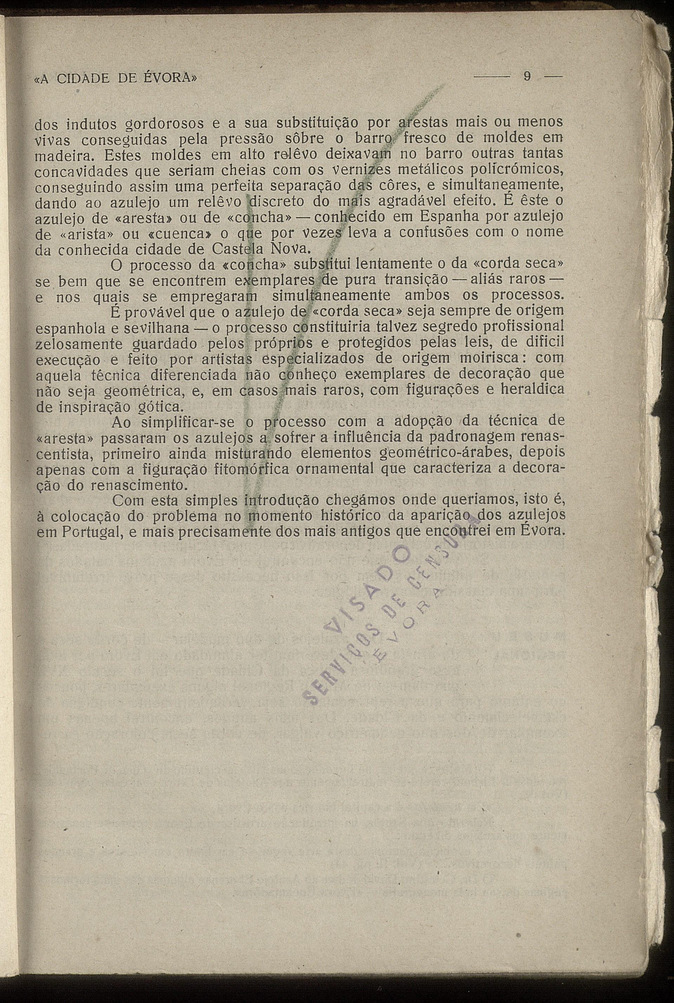 «A CIDADE DE ÉVORA» —— 9 —
dos indutos gordorosos e a sua substituição por arestas mais ou menos
vivas conseguidas pela pressão sôbre o barro fresco de moldes em
madeira. Estes moldes em alto relêvo deixavam no barro outras tantas
concavidades que seriam cheias com os vernizes metálicos policrómicos,
conseguindo assim uma perfeita separação das côres, e simultaneamente,
dando ao azulejo um relêvo discreto do mais agradável efeito. É êste o
azulejo de «aresta» ou de «concha» — conhecido em Espanha por azulejo
de «arista» ou «cuenca» o que por vezes leva a confusões com o nome
da conhecida cidade de Castela Nova.
O processo da «concha» substitui lentamente o da «corda seca»
se bem que se encontrem exemplares de pura transição — aliás raros —
e nos quais se empregaram simultaneamente ambos os processos.
É provável que o azulejo de «corda seca» seja sempre de origem
espanhola e sevilhana — o processo constituiria talvez segredo profissional
zelosamente guardado pelos próprios e protegidos pelas leis, de dificil
execução e feito por artistas especializados de origem moirisca: com
aquela técnica diferenciada não conheço exemplares de decoração que
não seja geométrica, e, em casos mais raros, com figurações e heraldica
de inspiração gótica.
Ao simplificar-se o processo com a adopção da técnica de
«aresta» passaram os azulejos a sofrer a influência da padronagem renas-
centista, primeiro ainda misturando elementos geométrico-árabes, depois
apenas com a figuração fitomórfica ornamental que caracteriza a decora-
ção do renascimento.
Com esta simples introdução chegámos onde queriamos, isto é,
à colocação do problema no momento histórico da aparição dos azulejos
em Portugal, e mais precisamente dos mais antigos que encontrei em Évora.
VISADO
SERVIÇOS DE CENSURA
ÉVORA